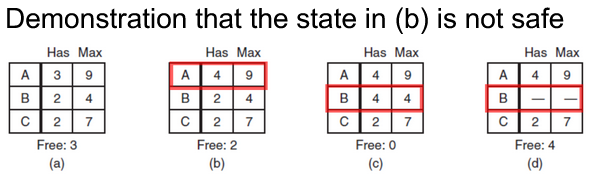 Demonstration that the state in (b) is not safe
Has Max
A 3 9
B 2 4
C 2 7
Free: 3
(a)
Has Max
A 4 9
B 2 4
C 2 7
Free: 2
(b)
Has Max
A 4 9
B 4 4
C 2 7
Free: 0
(c)
Has Max
A 4 9
B — —
C 2 7
Free: 4
(d)